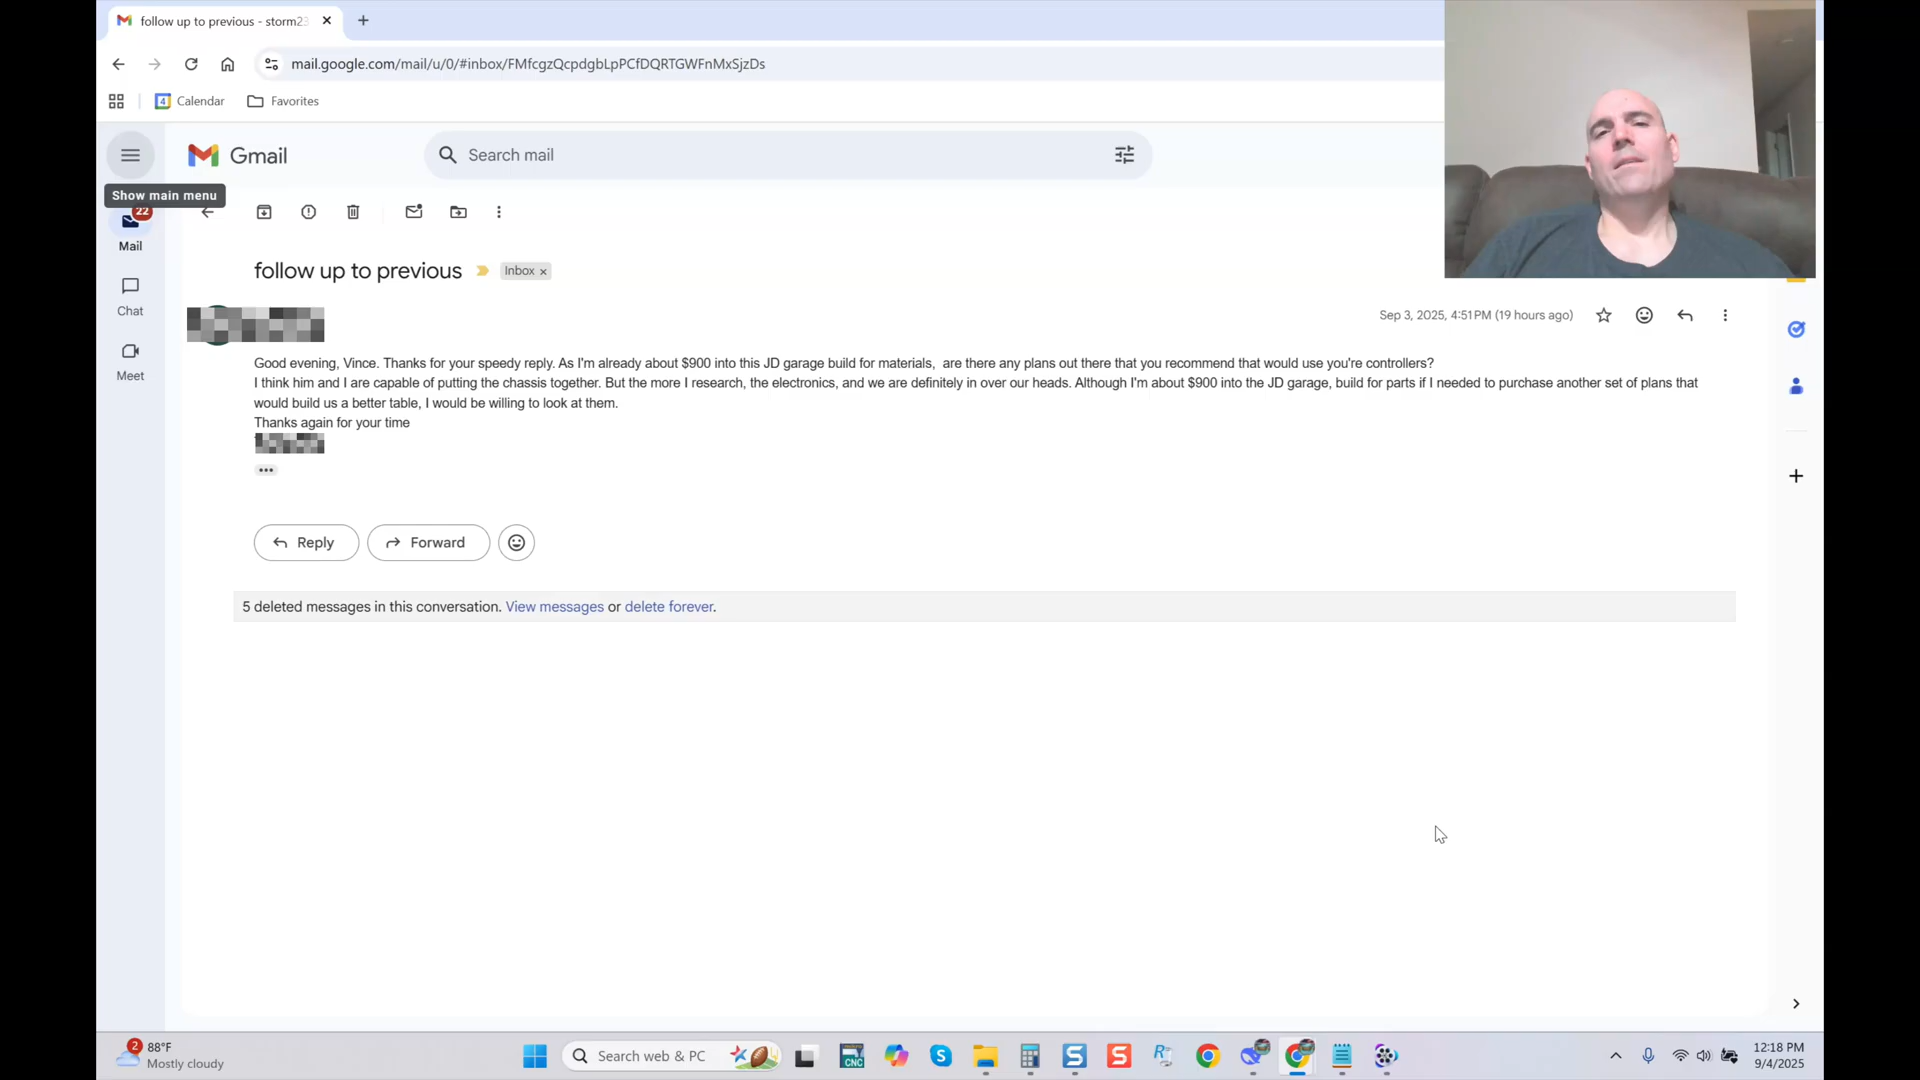 follow up to previous - storm23
mail.google.com/mail/u/0/#inbox/FMfcgzQcpdgbLpPCfDQRTGWFnMxSjzDs
4
Calendar
Favorites
Gmail
Search mail
Show main menu
22
Mail
follow up to previous
Inbox ×
Chat
Sep 3, 2025, 4:51 PM (19 hours ago)
Meet
Good evening, Vince. Thanks for your speedy reply. As I'm already about $900 into this JD garage build for materials, are there any plans out there that you recommend that would use you're controllers?
I think him and I are capable of putting the chassis together. But the more I research, the electronics, and we are definitely in over our heads. Although I'm about $900 into the JD garage, build for parts if I needed to purchase another set of plans that
would build us a better table, I would be willing to look at them.
Thanks again for your time
Reply
Forward
5 deleted messages in this conversation. View messages or delete forever.
2
88°F
Mostly cloudy
Search web & PC
CNC
S
S
S
R
12:18 PM
9/4/2025